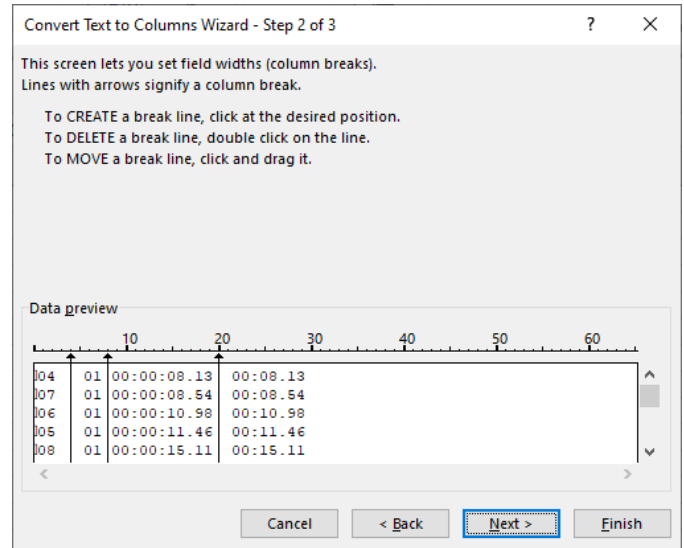 Convert Text to Columns Wizard - Step 2 of 3 ? ×
This screen lets you set field widths (column breaks).
Lines with arrows signify a column break.
To CREATE a break line, click at the desired position.
To DELETE a break line, double click on the line.
To MOVE a break line, click and drag it.
Data preview
10 20 30 40 50 60
04 01 00:00:08.13 00:08.13
07 01 00:00:08.54 00:08.54
06 01 00:00:10.98 00:10.98
05 01 00:00:11.46 00:11.46
08 01 00:00:15.11 00:15.11
Cancel < Back Next > Finish